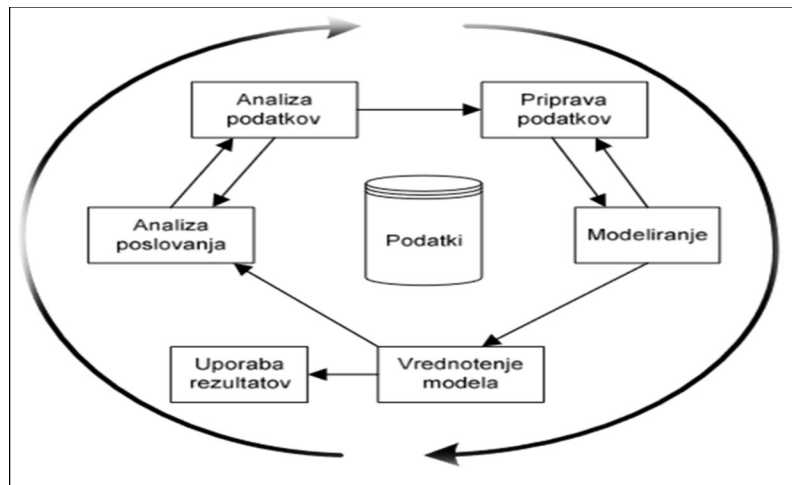 Analiza
podatkov
Priprava
podatkov
Analiza
poslovanja
Podatki
Modeliranje
Uporaba
rezultatov
Vrednotenje
modela